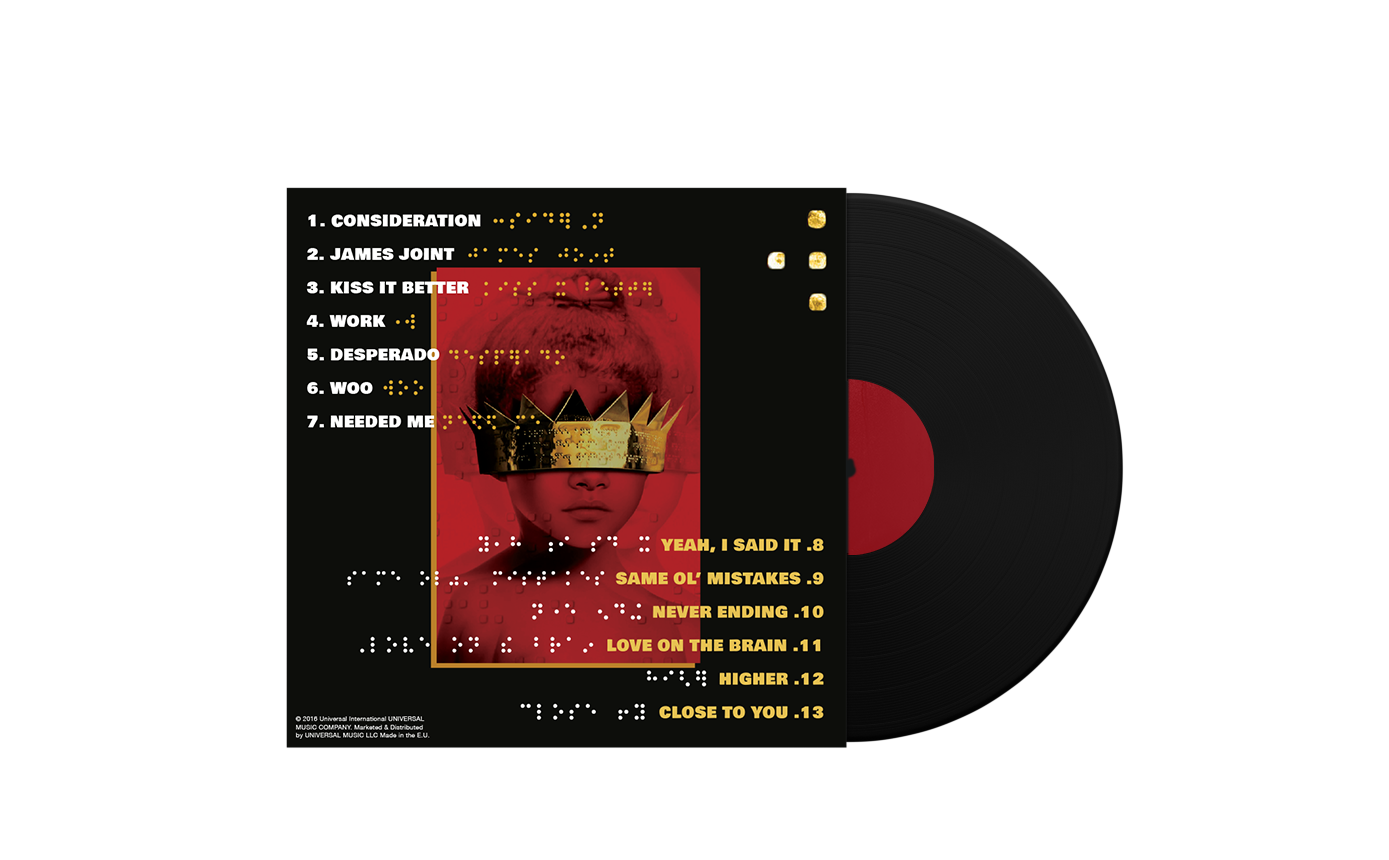 1. CONSIDERATION
2. JAMES JOINT
3. KISS IT BETTER
4. WORK
5. DESPERADO
6. WOO
7. NEEDED ME
YEAH, I SAID IT .8
SAME OL' MISTAKES .9
NEVER ENDING .10
LOVE ON THE BRAIN .11
HIGHER .12
CLOSE TO YOU .13
© 2016 Universal International UNIVERSAL
MUSIC COMPANY. Marketed & Distributed
by UNIVERSAL MUSIC LLC Made in the E.U.